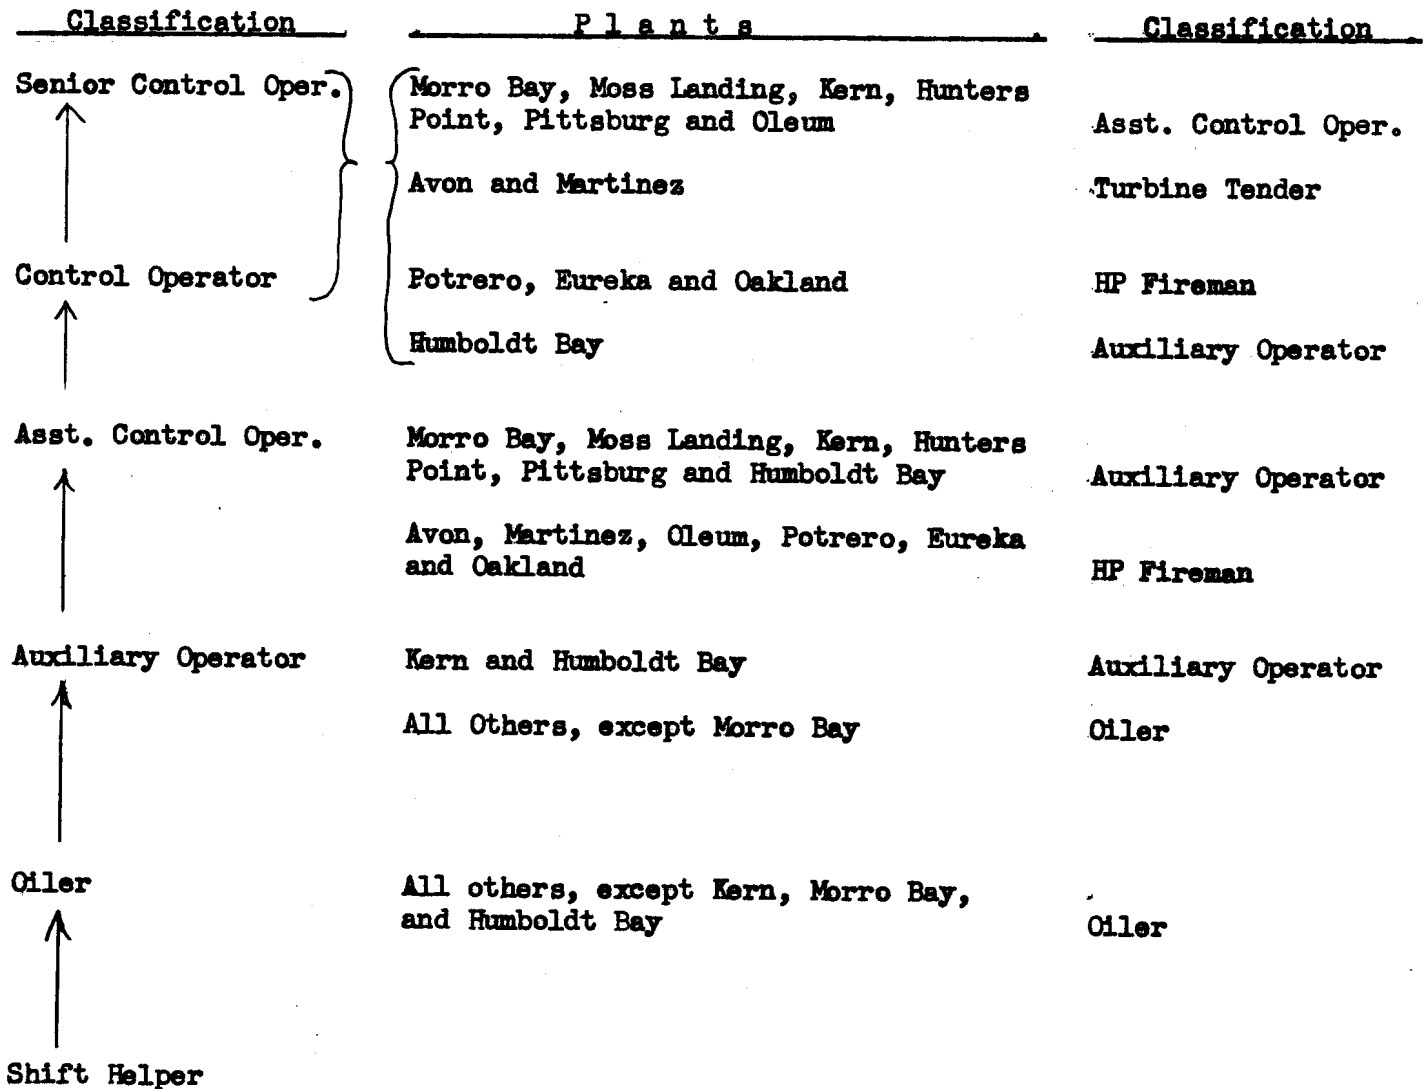 Classification P l a n t s Classification
Senior Control Oper. Morro Bay, Moss Landing, Kern, Hunters
Point, Pittsburg and Oleum Asst. Control Oper.
Avon and Martinez Turbine Tender
Control Operator Potrero, Eureka and Oakland HP Fireman
Humboldt Bay Auxiliary Operator
Asst. Control Oper. Morro Bay, Moss Landing, Kern, Hunters
Point, Pittsburg and Humboldt Bay Auxiliary Operator
Avon, Martinez, Oleum, Potrero, Eureka
and Oakland HP Fireman
Auxiliary Operator Kern and Humboldt Bay Auxiliary Operator
All Others, except Morro Bay Oiler
Oiler All others, except Kern, Morro Bay,
and Humboldt Bay Oiler
Shift Helper